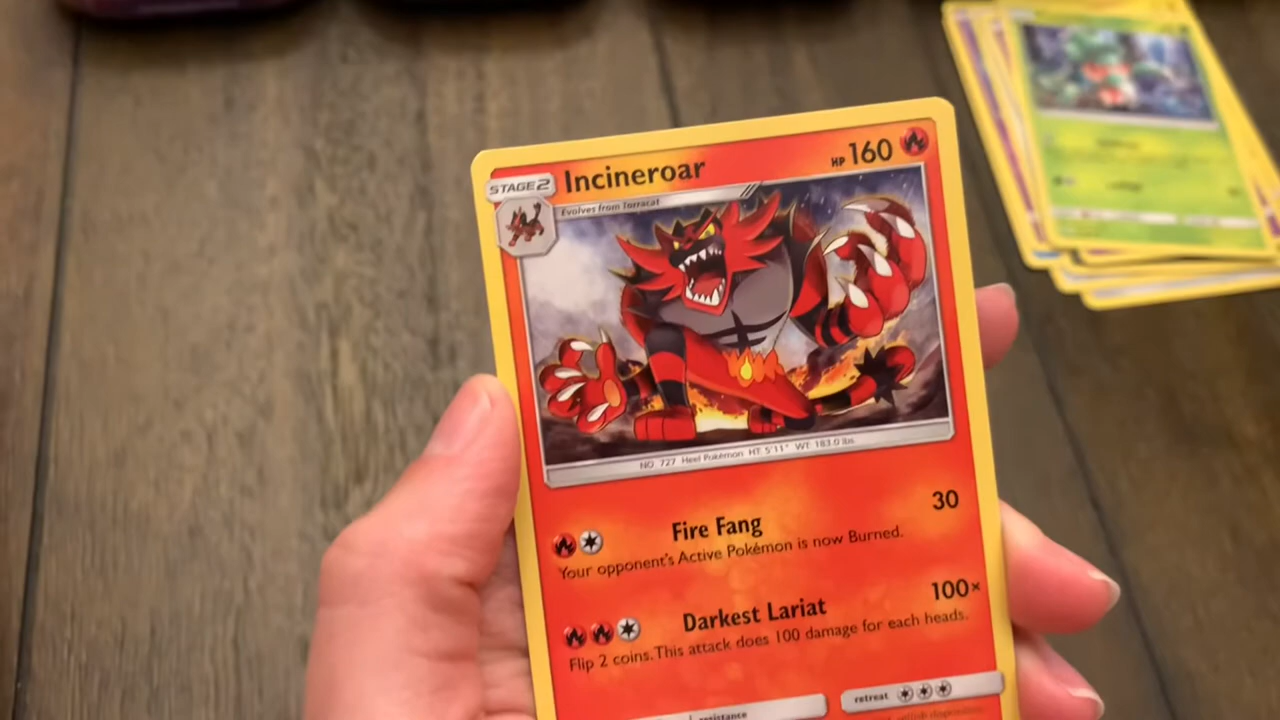 STAGE2 Incineroar HP 160
Evolves from Torracat
NO. 727 Heel Pokémon HT: 5'11" WT: 183.0 lbs.
Fire Fang 30
Your opponent's Active Pokémon is now Burned.
Darkest Lariat 100×
Flip 2 coins. This attack does 100 damage for each heads.
resistance retreat